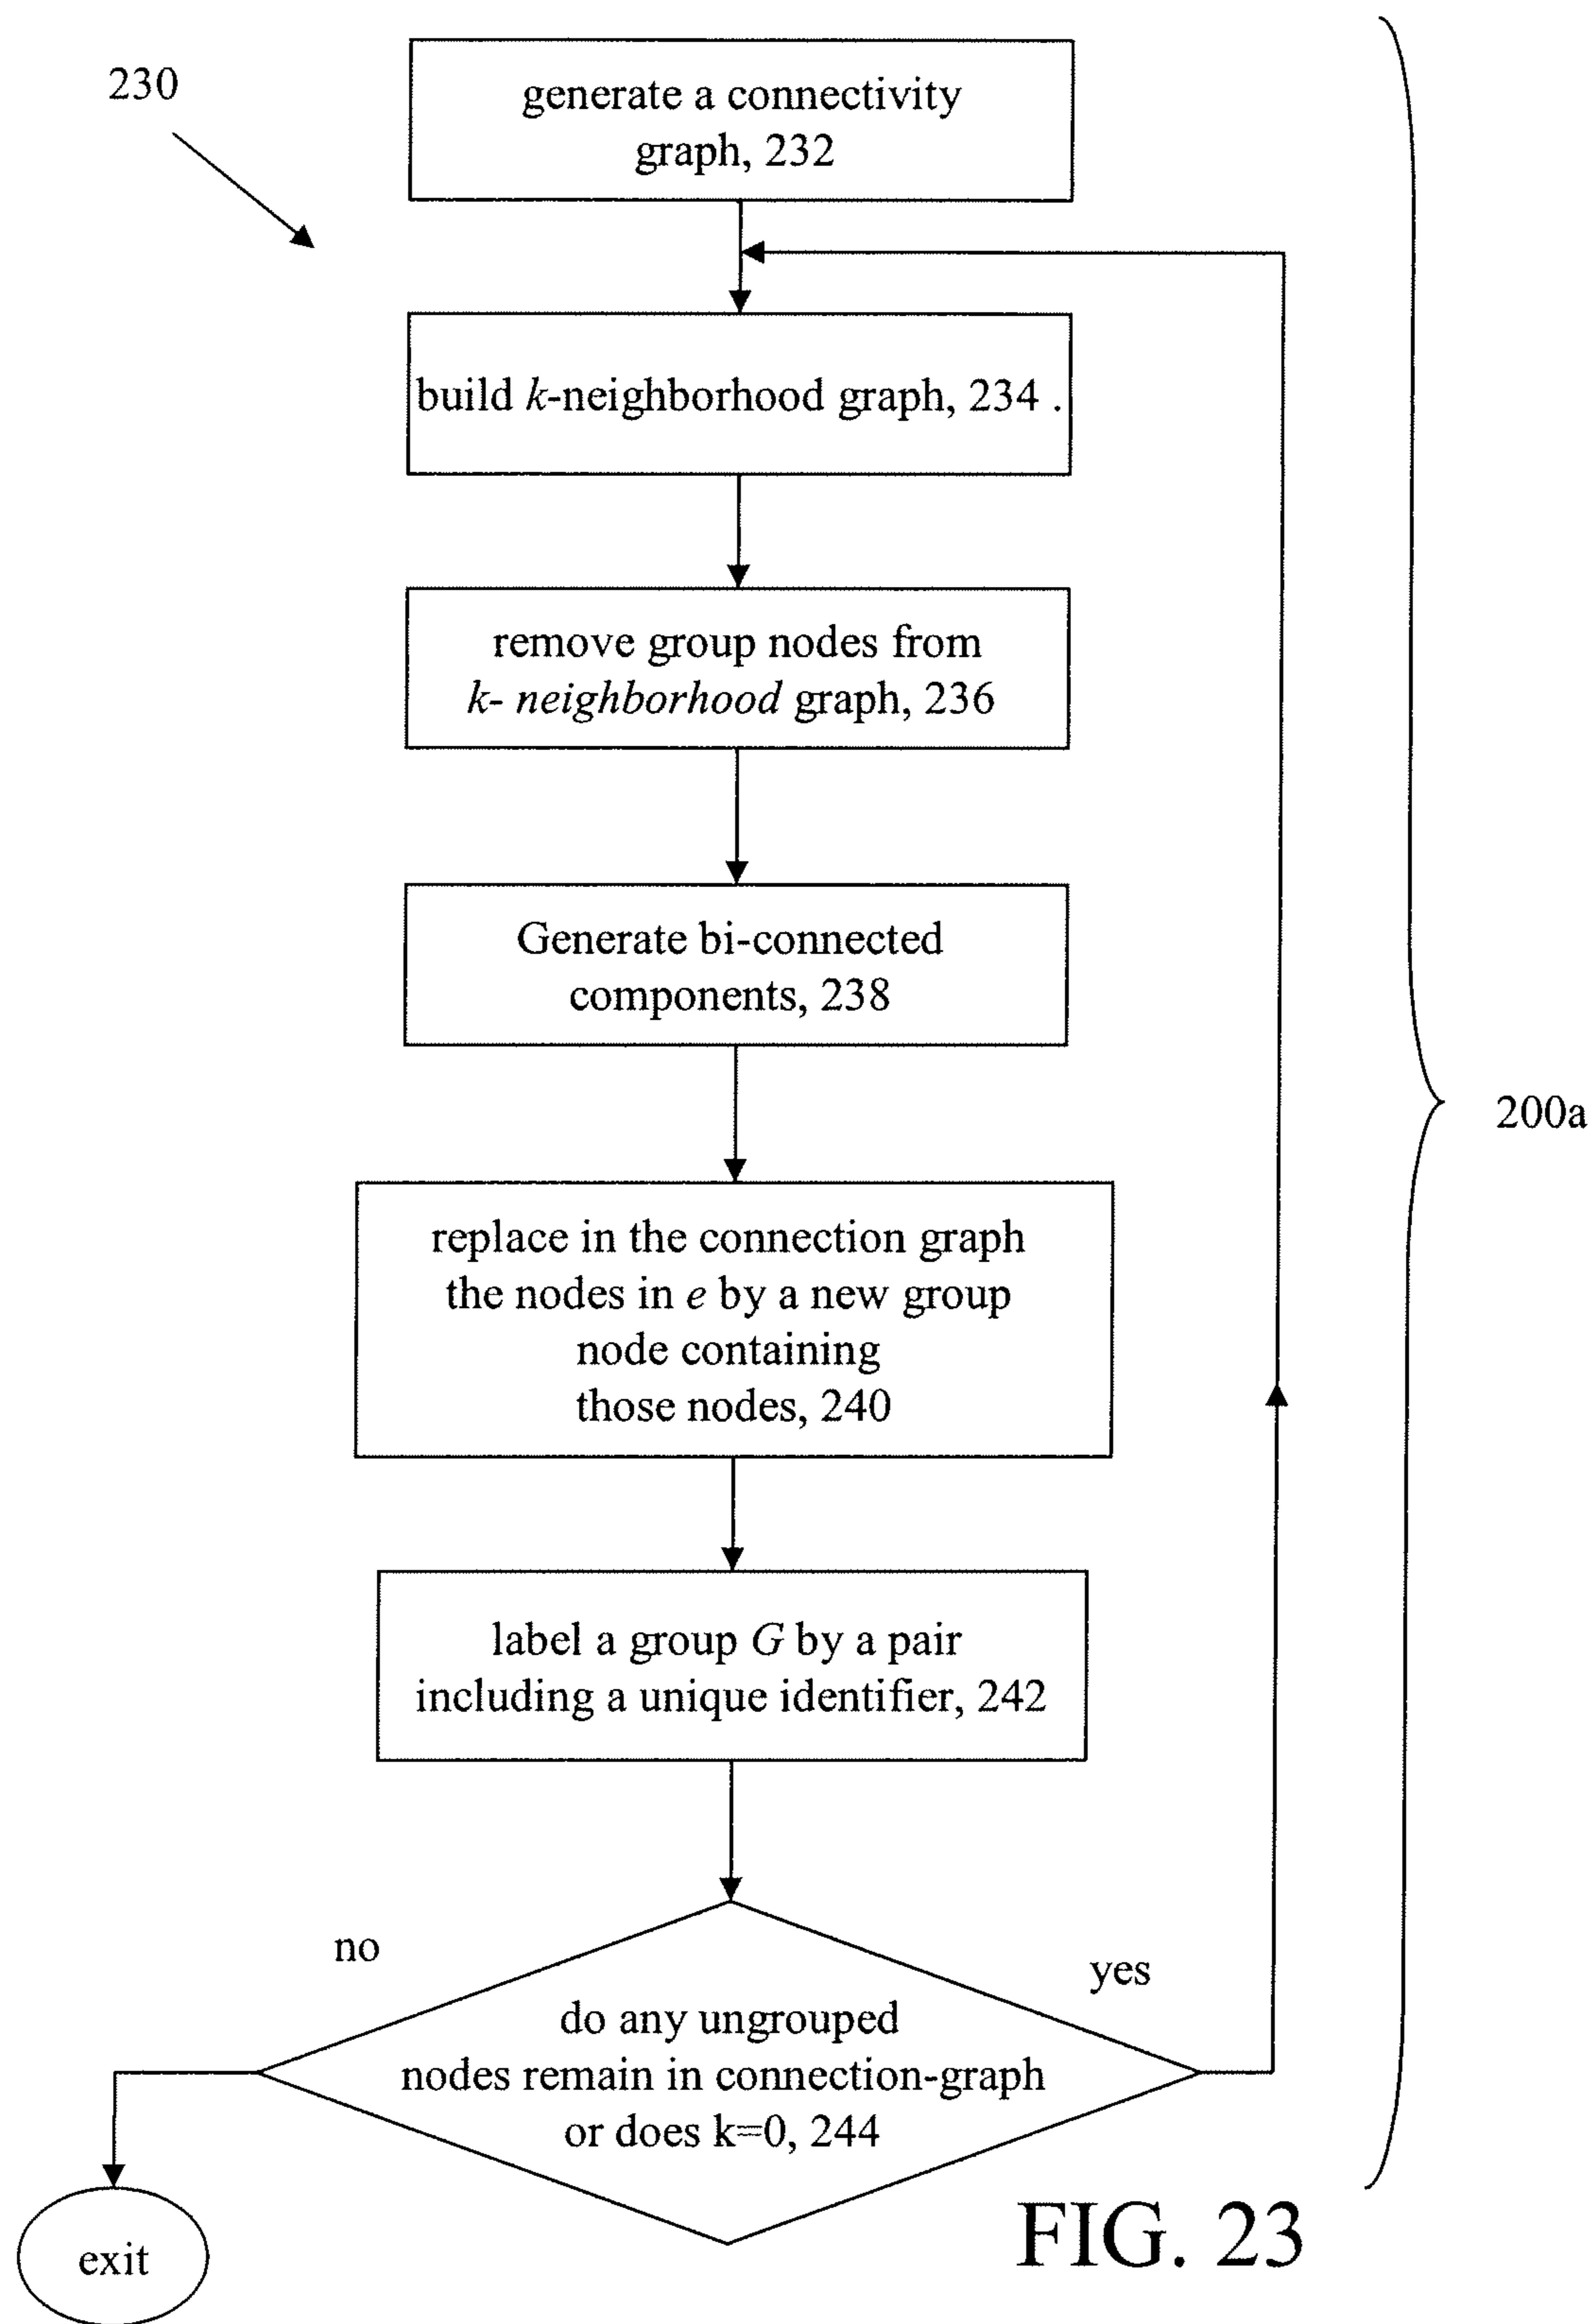 230
generate a connectivity
graph, 232
build k-neighborhood graph, 234 .
remove group nodes from
k- neighborhood graph, 236
Generate bi-connected
components, 238
200a
replace in the connection graph
the nodes in e by a new group
node containing
those nodes, 240
label a group G by a pair
including a unique identifier, 242
no
yes
do any ungrouped
nodes remain in connection-graph
or does k=0, 244
exit
FIG. 23